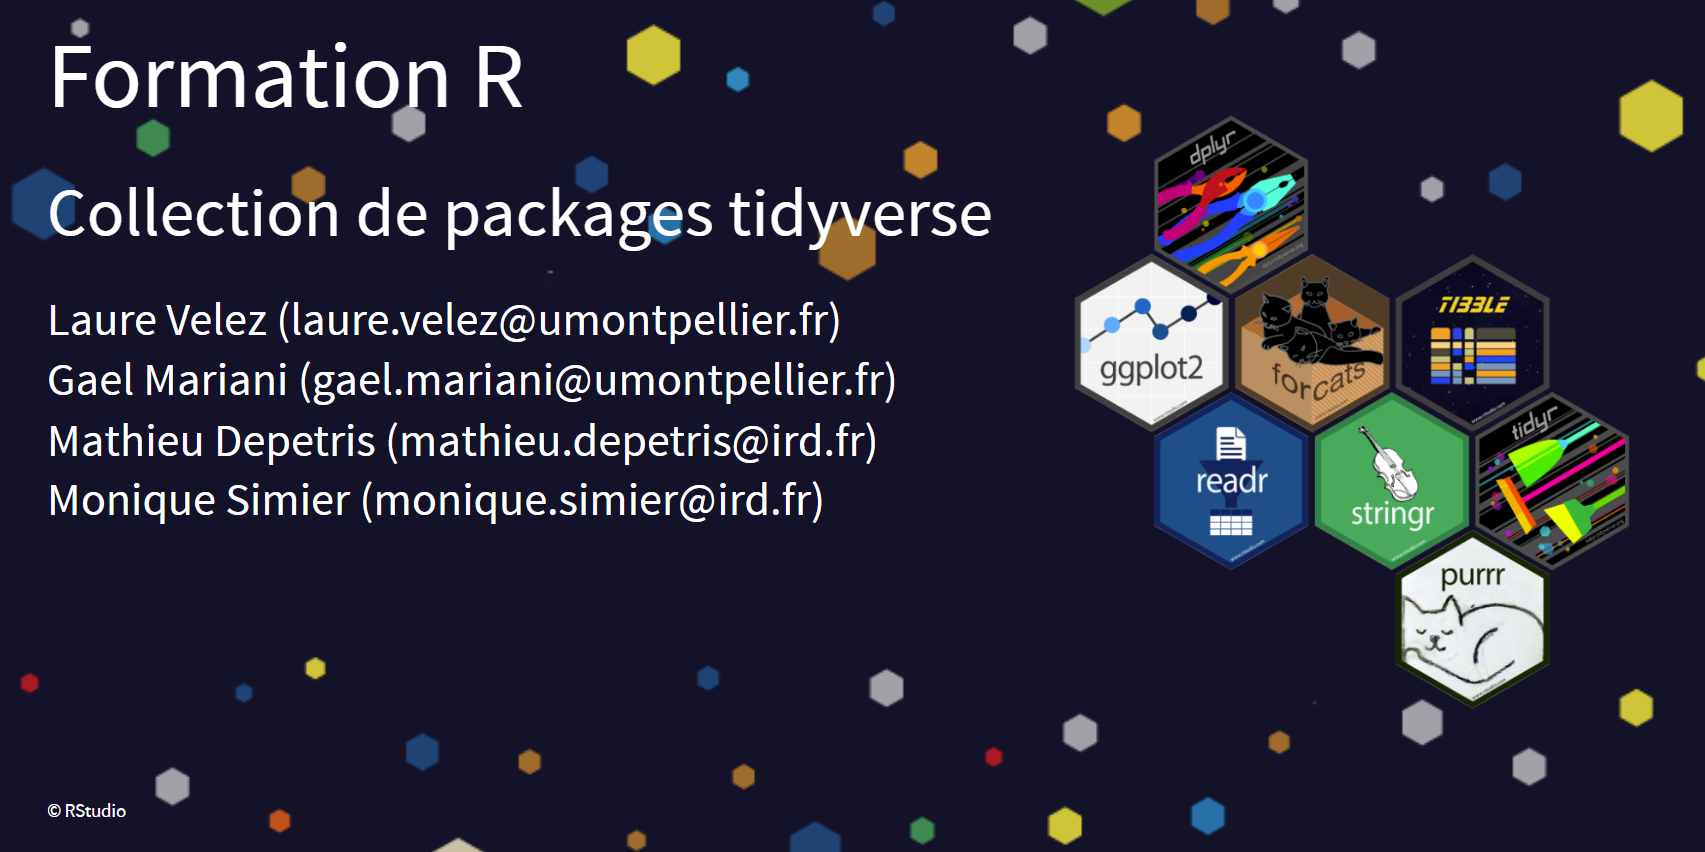 Formation R
Collection de packages tidyverse
Laure Velez (laure.velez@umontpellier.fr)
Gael Mariani (gael.mariani@umontpellier.fr)
Mathieu Depetris (mathieu.depetris@ird.fr)
Monique Simier (monique.simier@ird.fr)
dplyr
ggplot2
forcats
TIBBLE
readr
stringr
tidyr
purrr
© RStudio